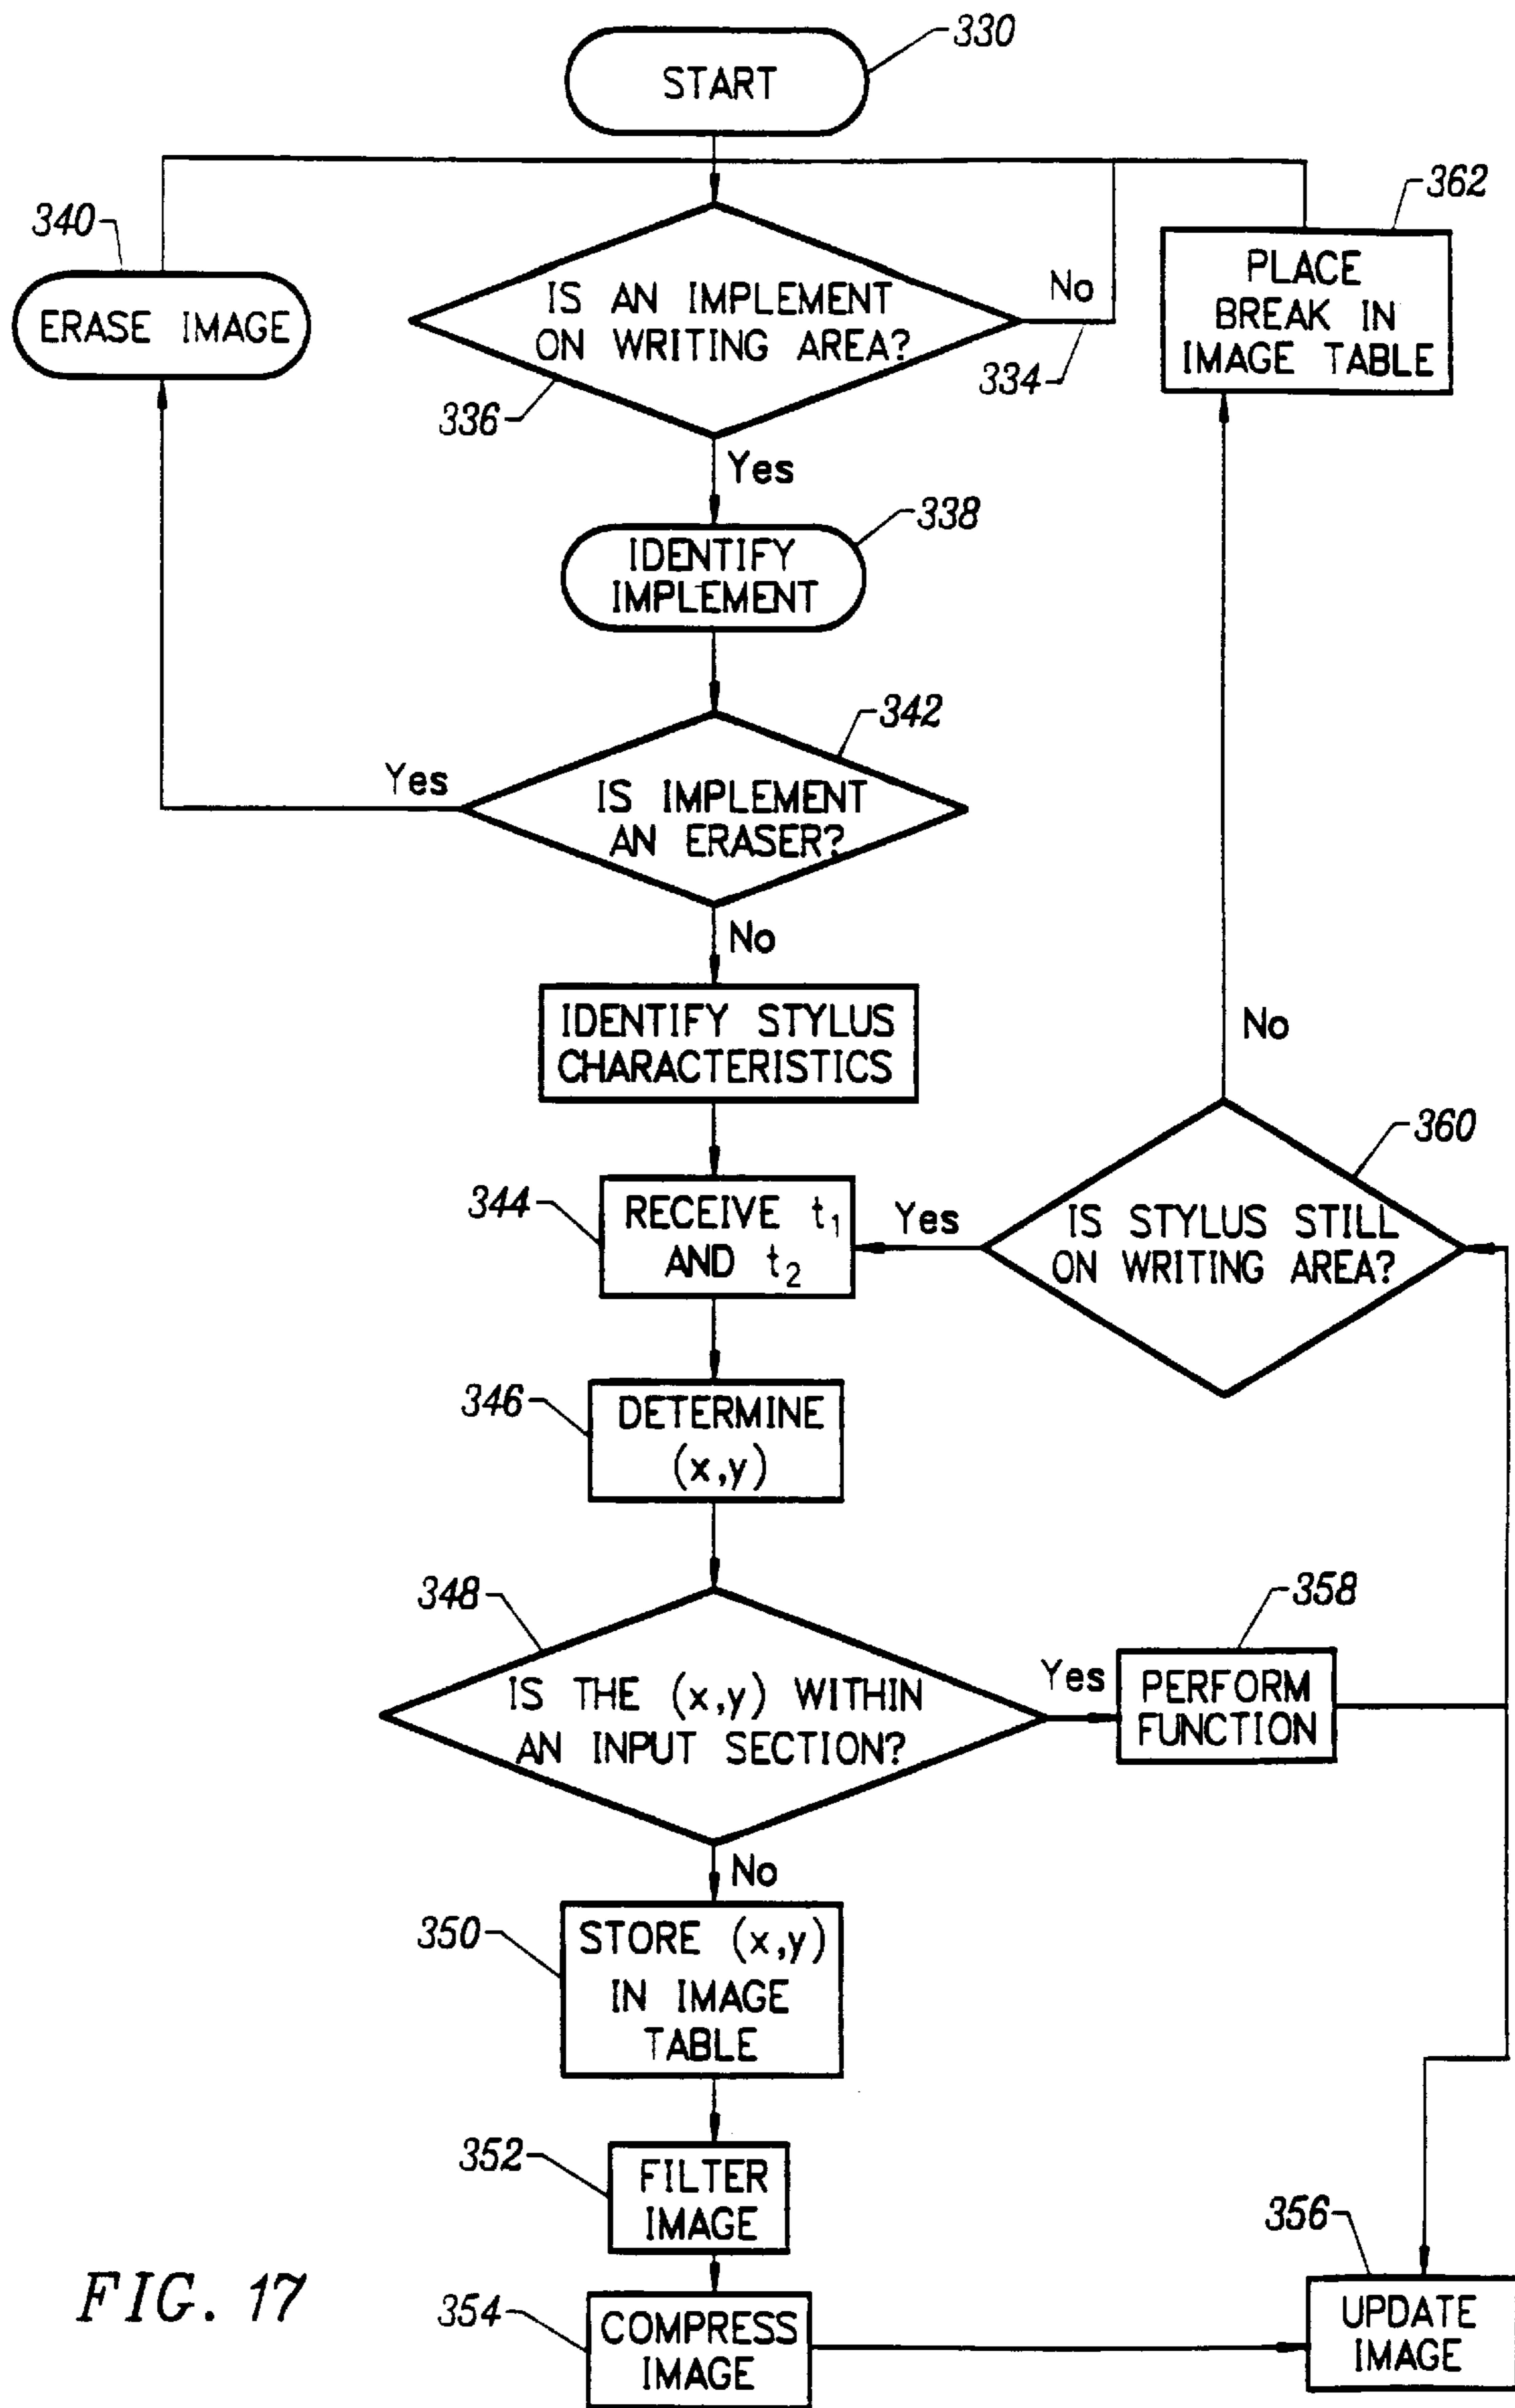 330
START
362
340
PLACE
BREAK IN
IMAGE TABLE
IS AN IMPLEMENT
ON WRITING AREA?
No
334
ERASE IMAGE
336
Yes
338
IDENTIFY
IMPLEMENT
342
Yes
IS IMPLEMENT
AN ERASER?
No
IDENTIFY STYLUS
CHARACTERISTICS
No
360
344
RECEIVE t₁
AND t₂
Yes
IS STYLUS STILL
ON WRITING AREA?
346
DETERMINE
(x,y)
348
358
IS THE (x,y) WITHIN
AN INPUT SECTION?
Yes
PERFORM
FUNCTION
No
350
STORE (x,y)
IN IMAGE
TABLE
352
FILTER
IMAGE
356
FIG. 17
354
COMPRESS
IMAGE
UPDATE
IMAGE